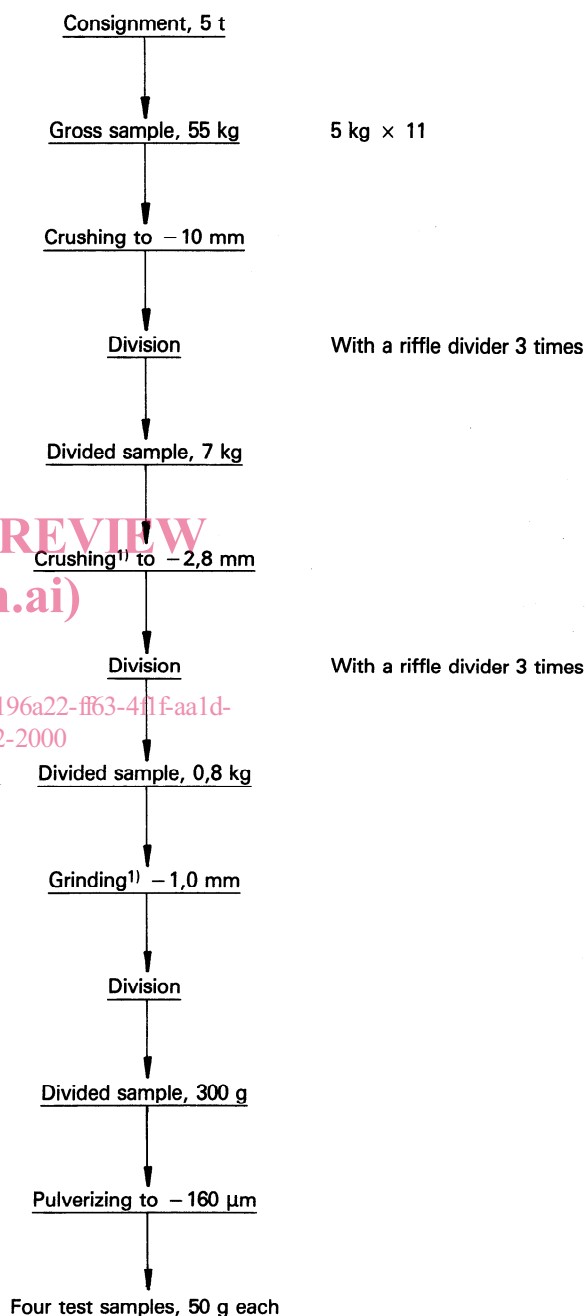 Consignment, 5 t
Gross sample, 55 kg 5 kg × 11
Crushing to −10 mm
Division With a riffle divider 3 times
Divided sample, 7 kg
REVIEW
Crushing¹⁾ to −2,8 mm
.ai)
Division With a riffle divider 3 times
196a22-ff63-4f1f-aa1d-
2-2000
Divided sample, 0,8 kg
Grinding¹⁾ −1,0 mm
Division
Divided sample, 300 g
Pulverizing to −160 μm
Four test samples, 50 g each